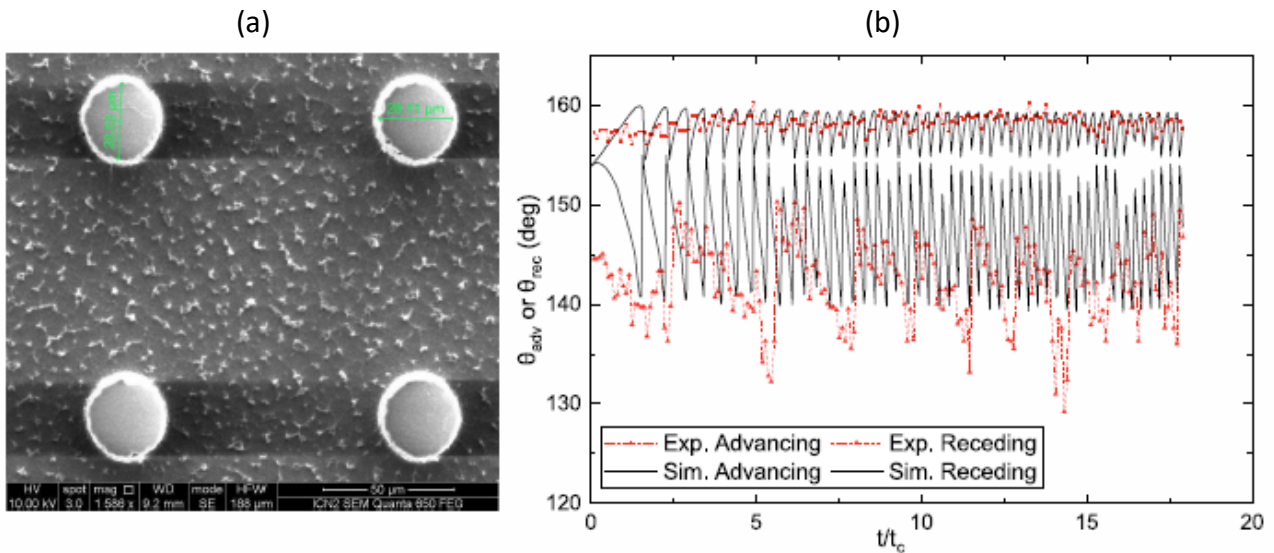 (a)
(b)
HV spot mag □ WD mode HFW 50 µm
10.00 kV 3.0 1 586 x 9.2 mm SE 188 µm ICN2 SEM Quanta 650 FEG
160
150
140
130
120
θadv or θrec (deg)
Exp. Advancing Exp. Receding
Sim. Advancing Sim. Receding
0 5 10 15 20
t/tc